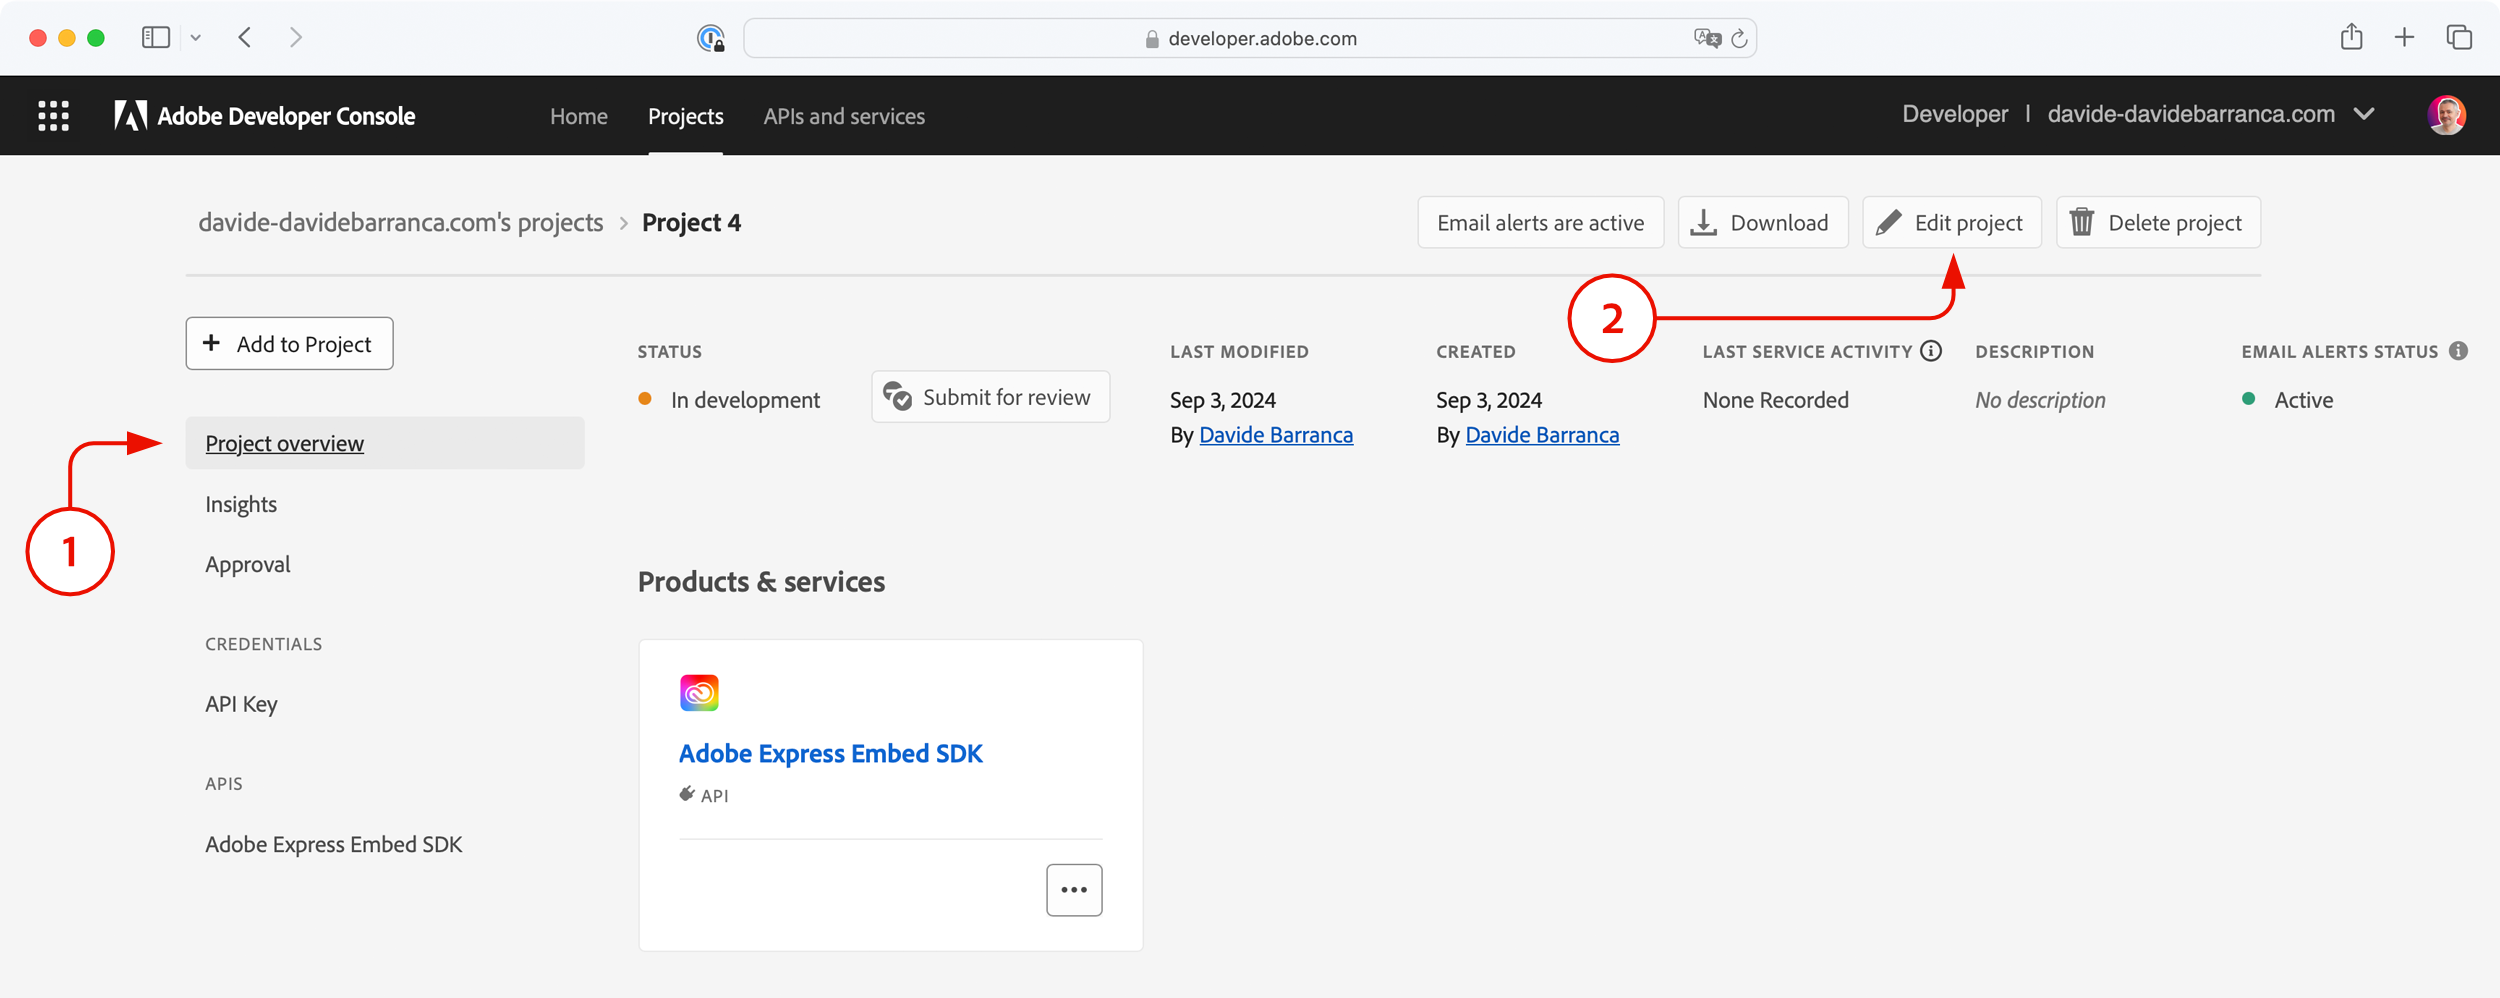 developer.adobe.com
Adobe Developer Console
Home
Projects
APIs and services
Developer | davide-davidebarranca.com
davide-davidebarranca.com's projects > Project 4
Email alerts are active
Download
Edit project
Delete project
2
+ Add to Project
STATUS
In development
Submit for review
LAST MODIFIED
Sep 3, 2024
By Davide Barranca
CREATED
Sep 3, 2024
By Davide Barranca
LAST SERVICE ACTIVITY
None Recorded
DESCRIPTION
No description
EMAIL ALERTS STATUS
Active
1
Project overview
Insights
Approval
CREDENTIALS
API Key
APIS
Adobe Express Embed SDK
Products & services
Adobe Express Embed SDK
API